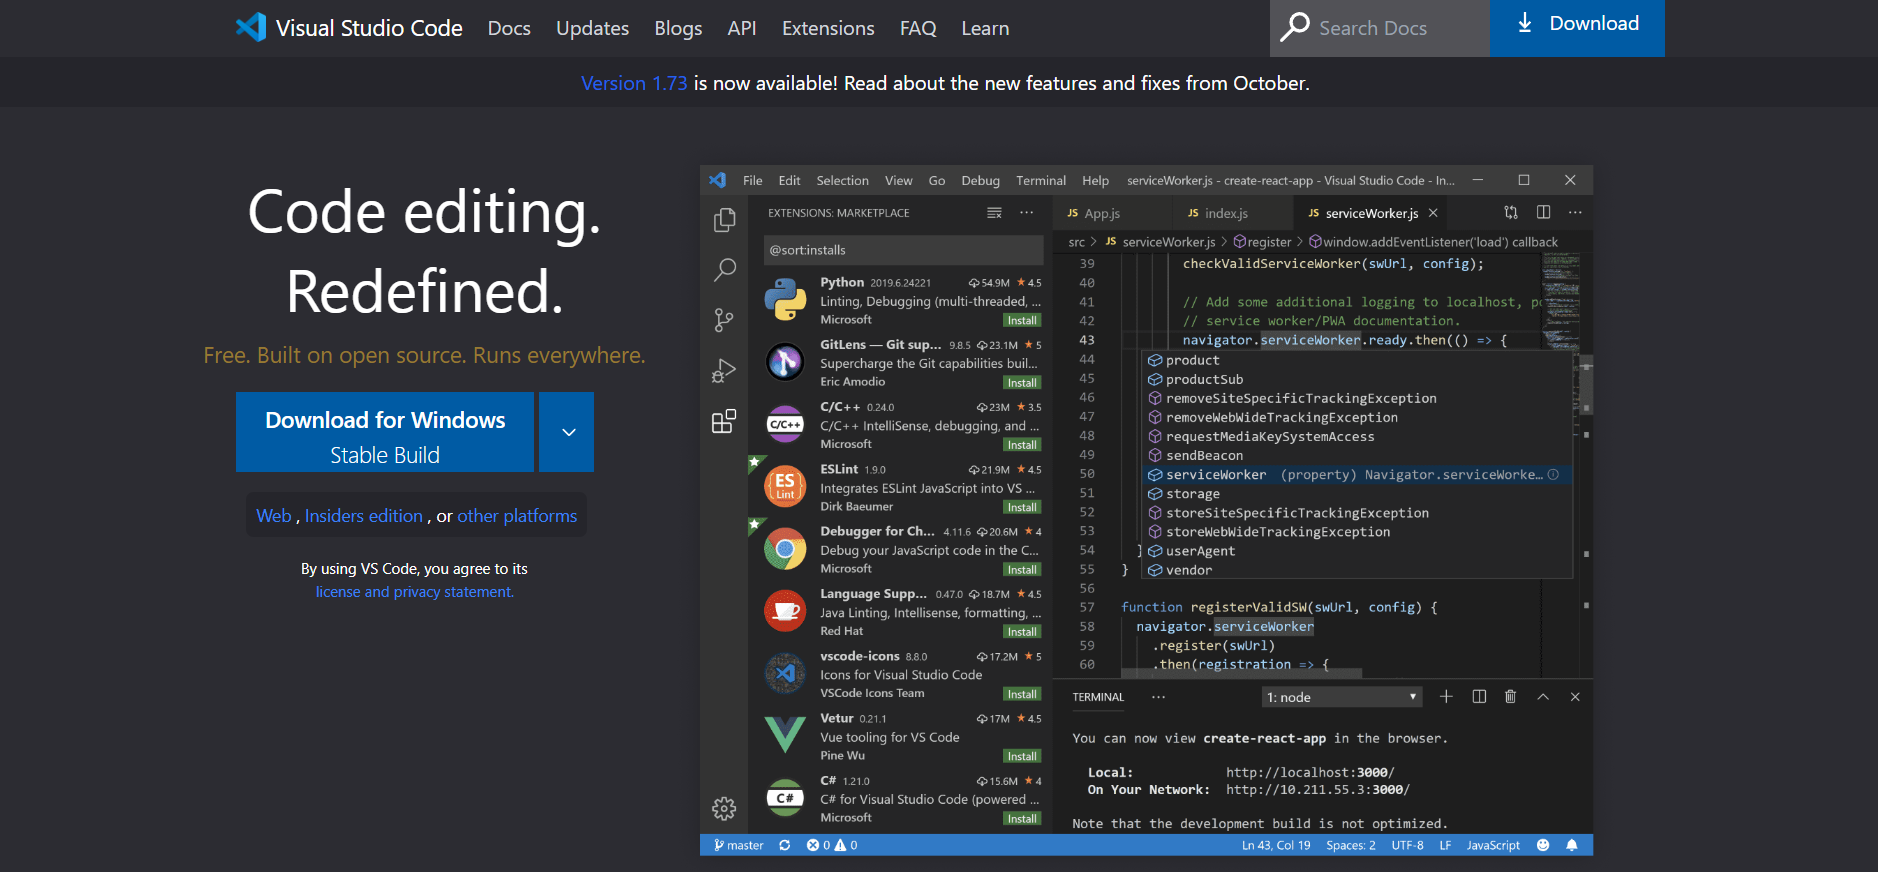 Visual Studio Code Docs Updates Blogs API Extensions FAQ Learn Search Docs Download
Version 1.73 is now available! Read about the new features and fixes from October.
Code editing.
Redefined.
Free. Built on open source. Runs everywhere.
Download for Windows
Stable Build
Web , Insiders edition , or other platforms
By using VS Code, you agree to its
license and privacy statement.
File Edit Selection View Go Debug Terminal Help serviceWorker.js - create-react-app - Visual Studio Code - In...
EXTENSIONS: MARKETPLACE
@sort:installs
Python 2019.6.24221 54.9M 4.5
Linting, Debugging (multi-threaded, ...
Microsoft Install
GitLens — Git sup... 9.8.5 23.1M 5
Supercharge the Git capabilities buil...
Eric Amodio Install
C/C++
C/C++ 0.24.0 23M 3.5
C/C++ IntelliSense, debugging, and ...
Microsoft Install
ES
Lint
ESLint 1.9.0 21.9M 4.5
Integrates ESLint JavaScript into VS ...
Dirk Baeumer Install
Debugger for Ch... 4.11.6 20.6M 4
Debug your JavaScript code in the C...
Microsoft Install
Language Supp... 0.47.0 18.7M 4.5
Java Linting, Intellisense, formatting, ...
Red Hat Install
vscode-icons 8.8.0 17.2M 5
Icons for Visual Studio Code
VSCode Icons Team Install
Vetur 0.21.1 17M 4.5
Vue tooling for VS Code
Pine Wu Install
C#
C# 1.21.0 15.6M 4
C# for Visual Studio Code (powered ...
Microsoft Install
JS App.js JS index.js JS serviceWorker.js
src > JS serviceWorker.js > register > window.addEventListener('load') callback
39 checkValidServiceWorker(swUrl, config);
40
41 // Add some additional logging to localhost, po
42 // service worker/PWA documentation.
43 navigator.serviceWorker.ready.then(() => {
44 product
45 productSub
46 removeSiteSpecificTrackingException
47 removeWebWideTrackingException
48 requestMediaKeySystemAccess
49 sendBeacon
50 serviceWorker (property) Navigator.serviceWorke...
51 storage
52 storeSiteSpecificTrackingException
53 storeWebWideTrackingException
54 } userAgent
55 } vendor
56
57 function registerValidSW(swUrl, config) {
58 navigator.serviceWorker
59 .register(swUrl)
60 .then(registration => {
TERMINAL ... 1: node
You can now view create-react-app in the browser.
Local: http://localhost:3000/
On Your Network: http://10.211.55.3:3000/
Note that the development build is not optimized.
master 0 0 Ln 43, Col 19 Spaces: 2 UTF-8 LF JavaScript